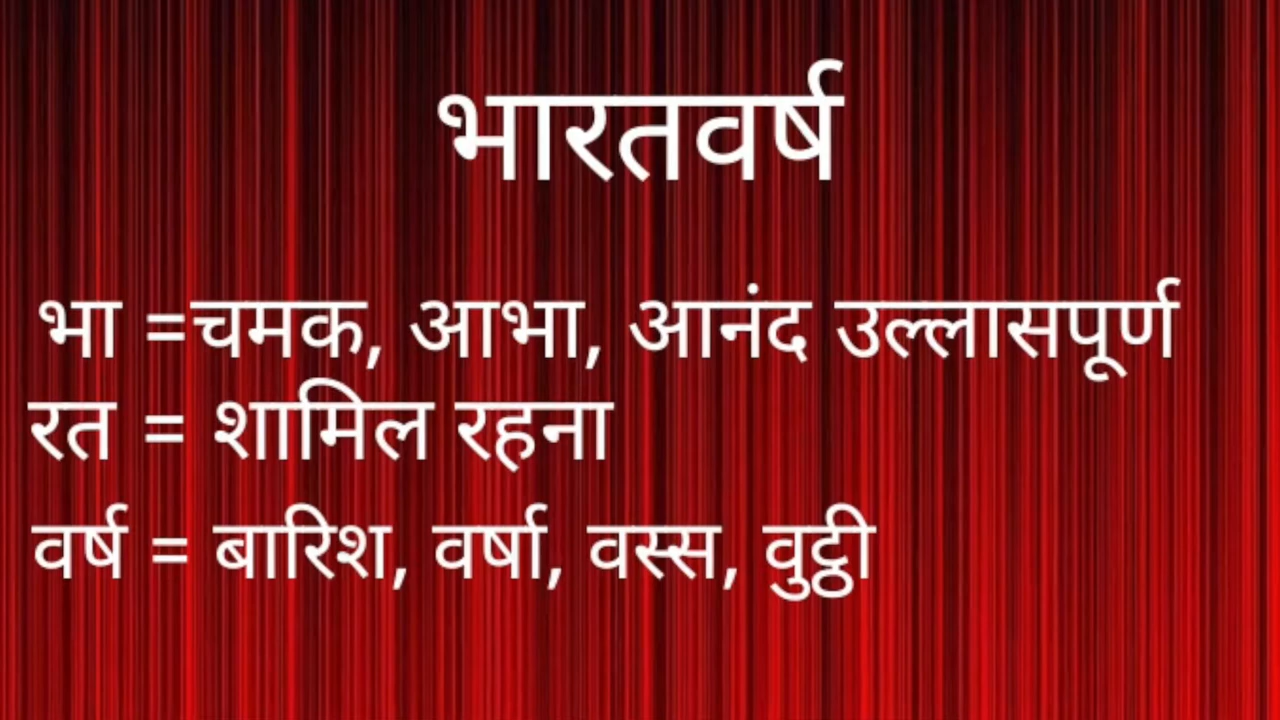 भारतवर्ष
भा =चमक, आभा, आनंद उल्लासपूर्ण
रत = शामिल रहना
वर्ष = बारिश, वर्षा, वस्स, वुट्ठी